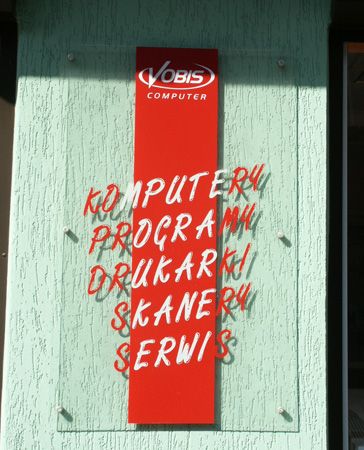 VOBIS
COMPUTER
KOMPUTERY
PROGRAMY
DRUKARKI
SKANERY
SERWIS